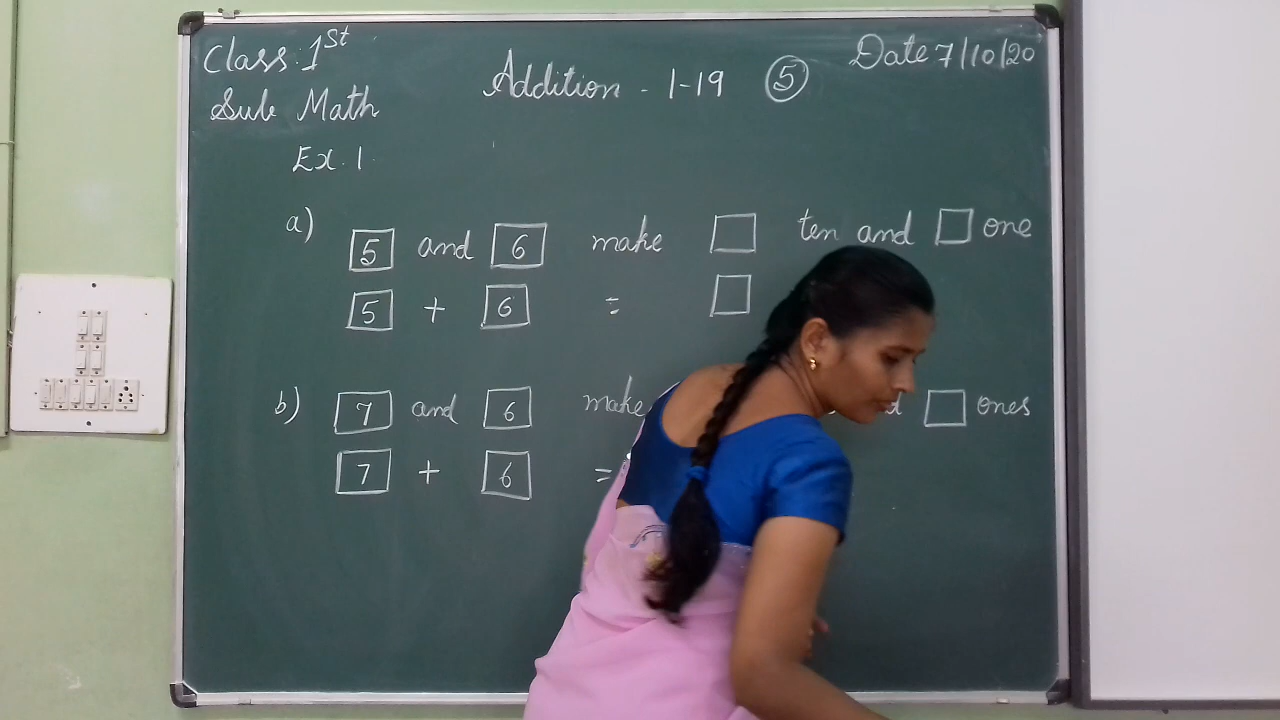 Class: 1st
Date 7/10/20
Addition - 1-19 5
Sub Math
Ex. 1.
a) 5 and 6 make ten and one
5 + 6 =
b) 7 and 6 make ones
7 + 6 =